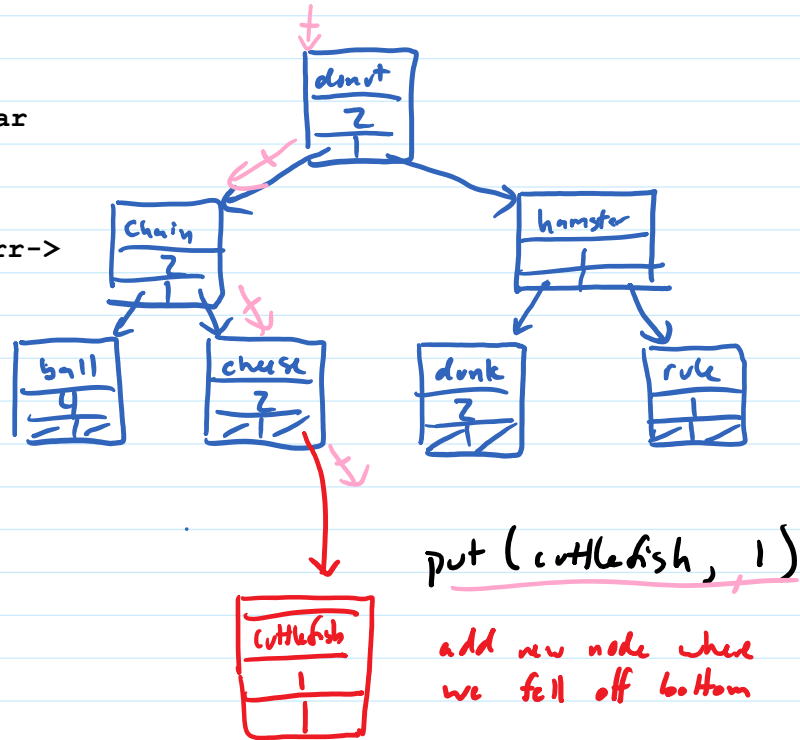 donut
ar
2
chain
hamster
rr->
2
1
ball
cheese
dunk
rule
4
2
2
1
put (cuttlefish, 1)
cuttlefish
add new node where
1
we fell off bottom